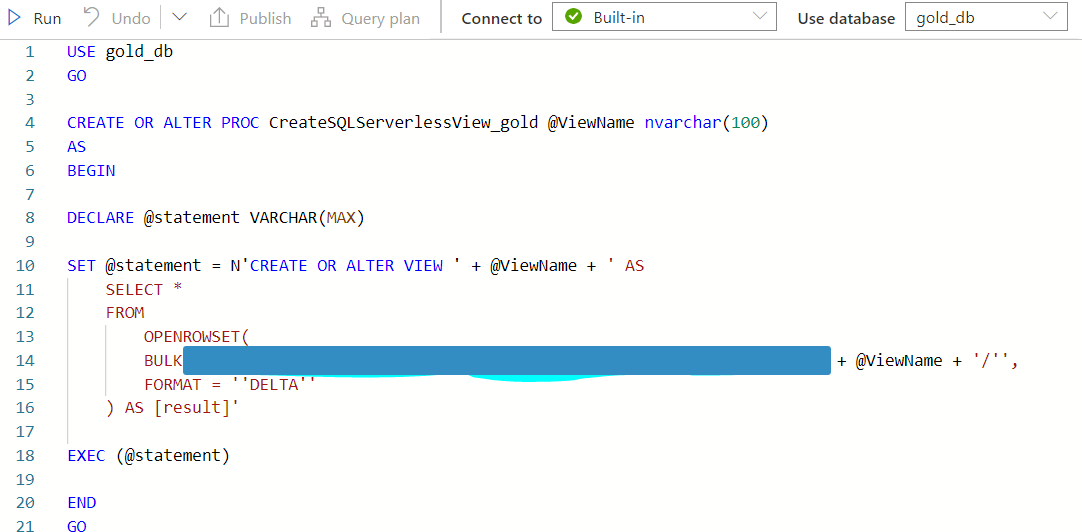 Run Undo Publish Query plan Connect to Built-in Use database gold_db
1 USE gold_db
2 GO
3
4 CREATE OR ALTER PROC CreateSQLServerlessView_gold @ViewName nvarchar(100)
5 AS
6 BEGIN
7
8 DECLARE @statement VARCHAR(MAX)
9
10 SET @statement = N'CREATE OR ALTER VIEW ' + @ViewName + ' AS
11 SELECT *
12 FROM
13 OPENROWSET(
14 BULK + @ViewName + '/'',
15 FORMAT = ''DELTA''
16 ) AS [result]'
17
18 EXEC (@statement)
19
20 END
21 GO